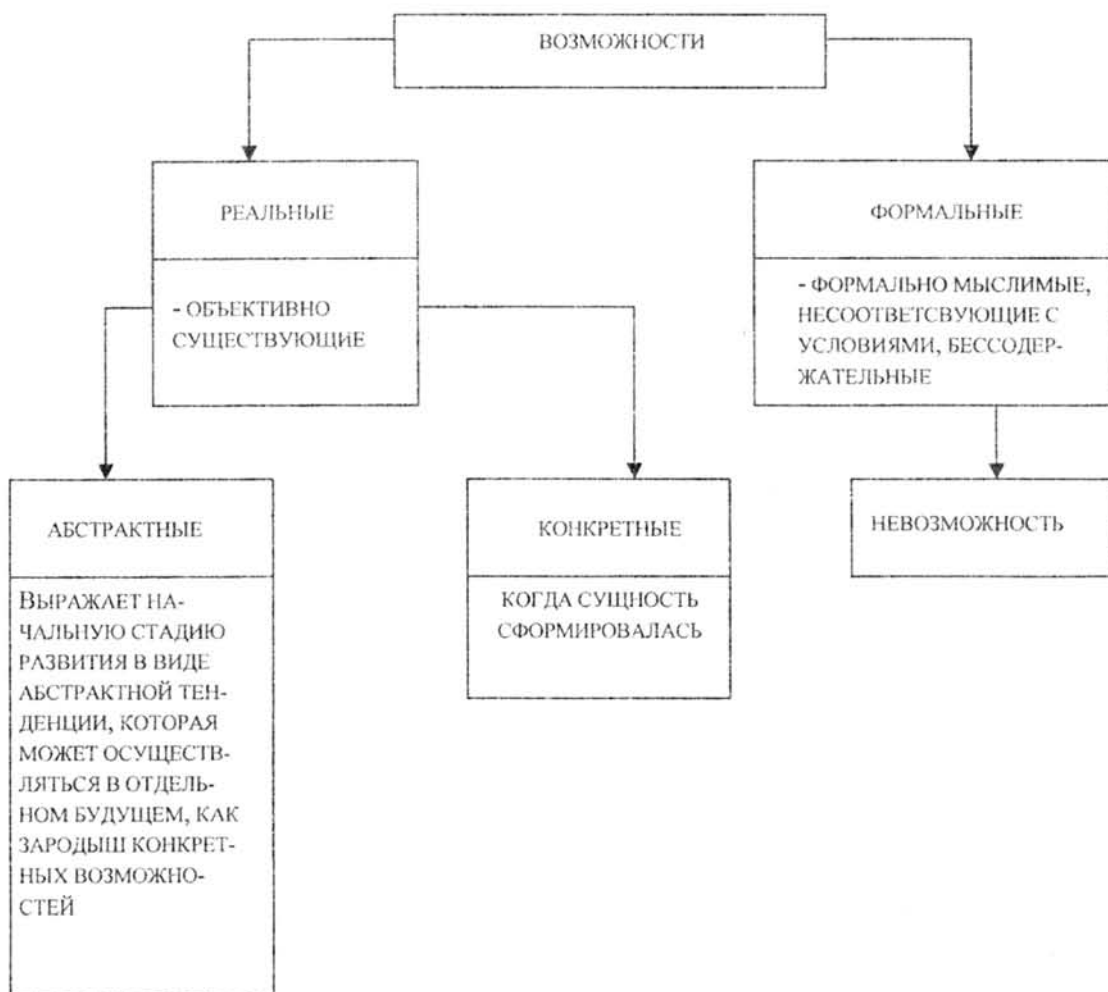 ВОЗМОЖНОСТИ
РЕАЛЬНЫЕ
- ОБЪЕКТИВНО
СУЩЕСТВУЮЩИЕ
ФОРМАЛЬНЫЕ
- ФОРМАЛЬНО МЫСЛИМЫЕ,
НЕСООТВЕТСВУЮЩИЕ С
УСЛОВИЯМИ, БЕССОДЕР-
ЖАТЕЛЬНЫЕ
АБСТРАКТНЫЕ
ВЫРАЖАЕТ НА-
ЧАЛЬНУЮ СТАДИЮ
РАЗВИТИЯ В ВИДЕ
АБСТРАКТНОЙ ТЕН-
ДЕНЦИИ, КОТОРАЯ
МОЖЕТ ОСУЩЕСТВ-
ЛЯТЬСЯ В ОТДЕЛЬ-
НОМ БУДУЩЕМ, КАК
ЗАРОДЫШ КОНКРЕТ-
НЫХ ВОЗМОЖНО-
СТЕЙ
КОНКРЕТНЫЕ
КОГДА СУЩНОСТЬ
СФОРМИРОВАЛАСЬ
НЕВОЗМОЖНОСТЬ